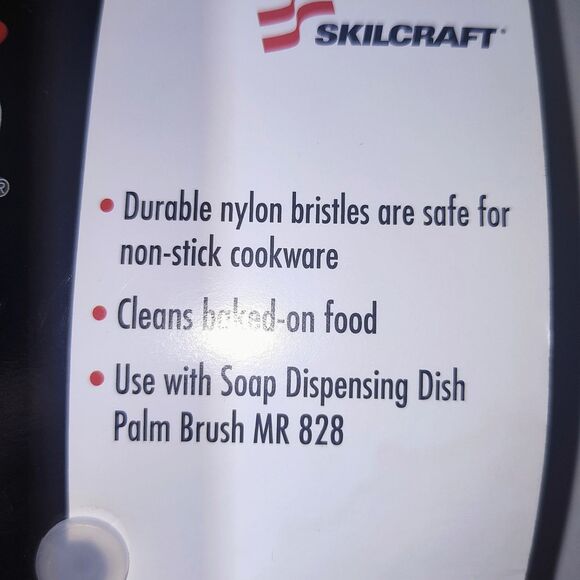 SKILCRAFT
®
• Durable nylon bristles are safe for
non-stick cookware
• Cleans baked-on food
• Use with Soap Dispensing Dish
Palm Brush MR 828